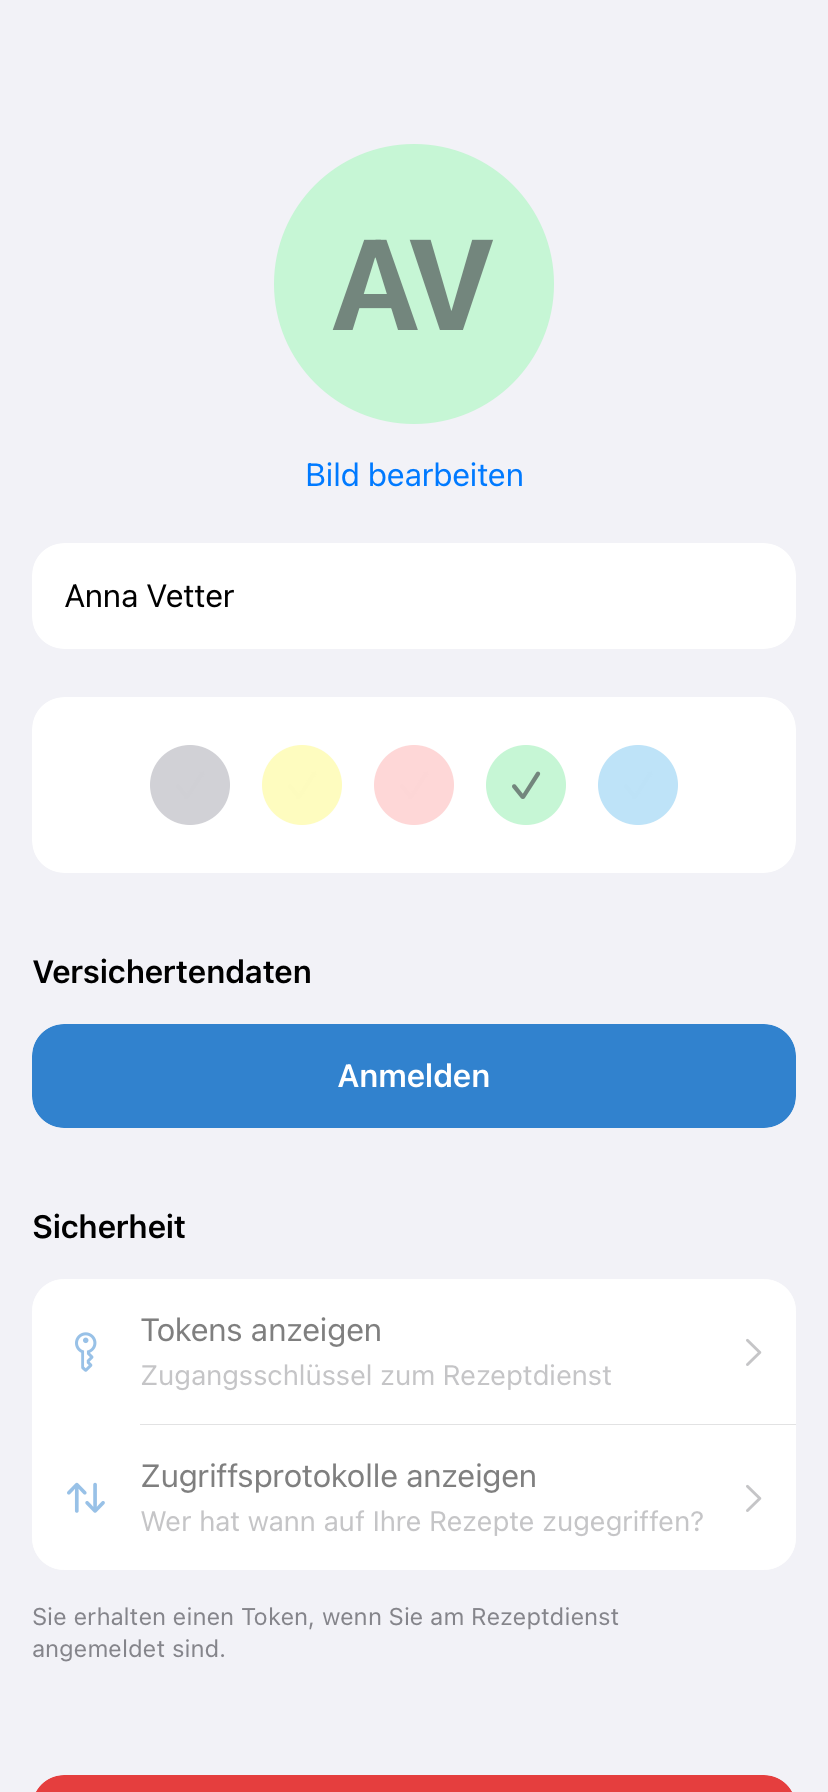 AV
Bild bearbeiten
Anna Vetter
Versichertendaten
Anmelden
Sicherheit
Tokens anzeigen
Zugangsschlüssel zum Rezeptdienst
Zugriffsprotokolle anzeigen
Wer hat wann auf Ihre Rezepte zugegriffen?
Sie erhalten einen Token, wenn Sie am Rezeptdienst
angemeldet sind.